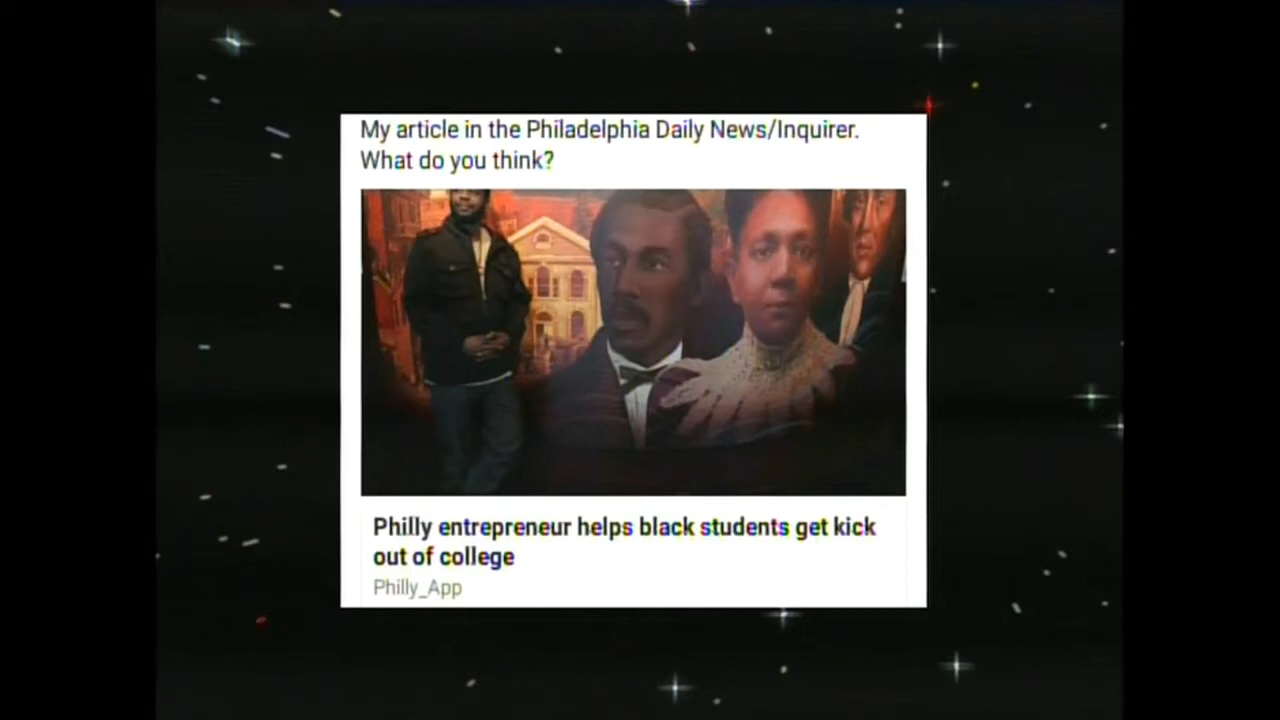 My article in the Philadelphia Daily News/Inquirer.
What do you think?
Philly entrepreneur helps black students get kick
out of college
Philly_App